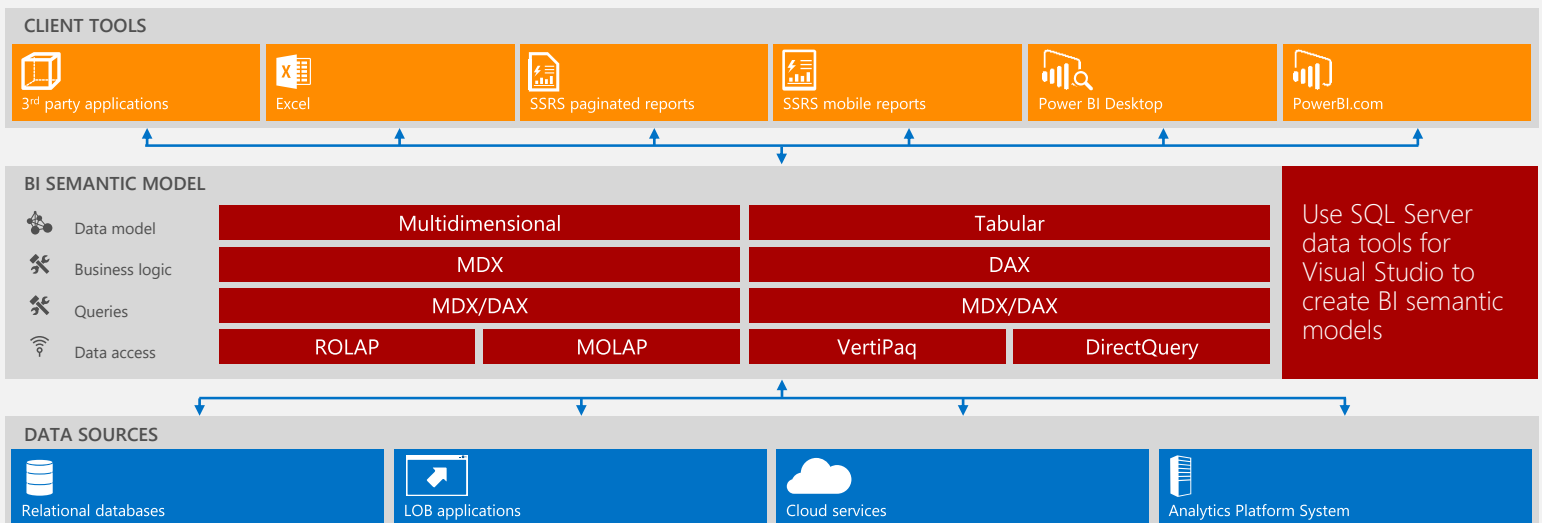 CLIENT TOOLS
3rd party applications
Excel
SSRS paginated reports
SSRS mobile reports
Power BI Desktop
PowerBI.com
BI SEMANTIC MODEL
Data model
Multidimensional
Tabular
Business logic
MDX
DAX
Queries
MDX/DAX
MDX/DAX
Data access
ROLAP
MOLAP
VertiPaq
DirectQuery
Use SQL Server
data tools for
Visual Studio to
create BI semantic
models
DATA SOURCES
Relational databases
LOB applications
Cloud services
Analytics Platform System